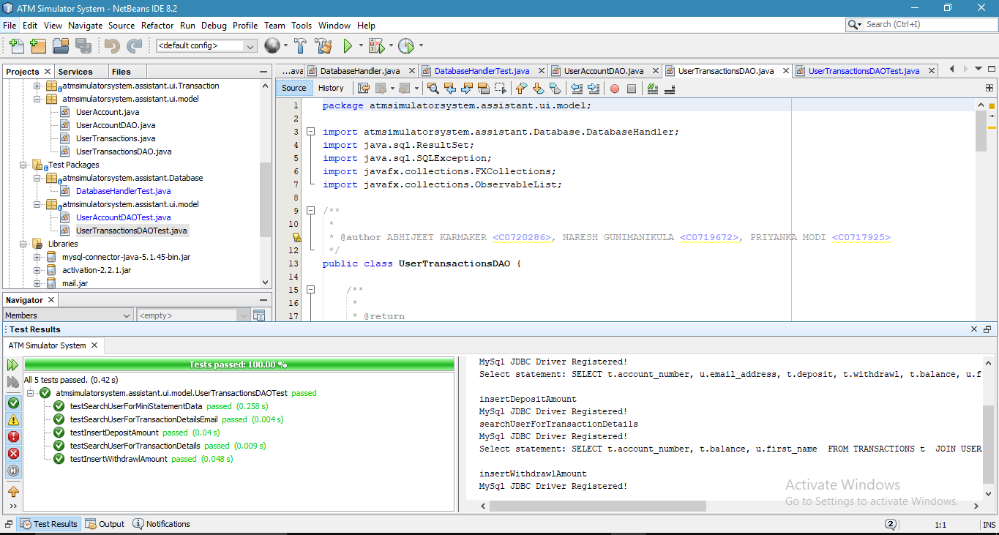 ATM Simulator System - NetBeans IDE 8.2
File Edit View Navigate Source Refactor Run Debug Profile Team Tools Window Help
Search (Ctrl+I)
<default config>
Projects Services Files
atmsimulatorsystem.assistant.ui.Transaction
atmsimulatorsystem.assistant.ui.model
UserAccount.java
UserAccountDAO.java
UserTransactions.java
UserTransactionsDAO.java
Test Packages
atmsimulatorsystem.assistant.Database
DatabaseHandlerTest.java
atmsimulatorsystem.assistant.ui.model
UserAccountDAOTest.java
UserTransactionsDAOTest.java
Libraries
mysql-connector-java-5.1.45-bin.jar
activation-2.2.1.jar
mail.jar
Navigator
Members
<empty>
...ava DatabaseHandler.java DatabaseHandlerTest.java UserAccountDAO.java UserTransactionsDAO.java UserTransactionsDAOTest.java
Source History
1 package atmsimulatorsystem.assistant.ui.model;
2
3 import atmsimulatorsystem.assistant.Database.DatabaseHandler;
4 import java.sql.ResultSet;
5 import java.sql.SQLException;
6 import javafx.collections.FXCollections;
7 import javafx.collections.ObservableList;
8
9 /**
10 *
* @author ABHIJEET KARMAKER <C0720286>, NARESH GUNIMANIKULA <C0719672>, PRIYANKA MODI <C0717925>
12 */
13 public class UserTransactionsDAO {
14
15 /**
16 *
17 * @return
Test Results
ATM Simulator System
Tests passed: 100.00 %
All 5 tests passed. (0.42 s)
atmsimulatorsystem.assistant.ui.model.UserTransactionsDAOTest passed
testSearchUserForMiniStatementData passed (0.258 s)
testSearchUserForTransactionDetailsEmail passed (0.004 s)
testInsertDepositAmount passed (0.04 s)
testSearchUserForTransactionDetails passed (0.009 s)
testInsertWithdrawlAmount passed (0.048 s)
MySql JDBC Driver Registered!
Select statement: SELECT t.account_number, u.email_address, t.deposit, t.withdrawl, t.balance, u.f
insertDepositAmount
MySql JDBC Driver Registered!
searchUserForTransactionDetails
MySql JDBC Driver Registered!
Select statement: SELECT t.account_number, t.balance, u.first_name FROM TRANSACTIONS t JOIN USER
insertWithdrawlAmount
MySql JDBC Driver Registered!
Activate Windows
Go to Settings to activate Windows.
Test Results Output Notifications
2 1:1 INS